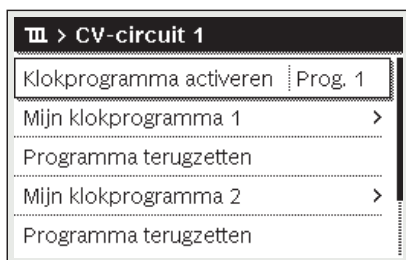 > CV-circuit 1
Klokprogramma activeren Prog. 1
Mijn klokprogramma 1 >
Programma terugzetten
Mijn klokprogramma 2 >
Programma terugzetten